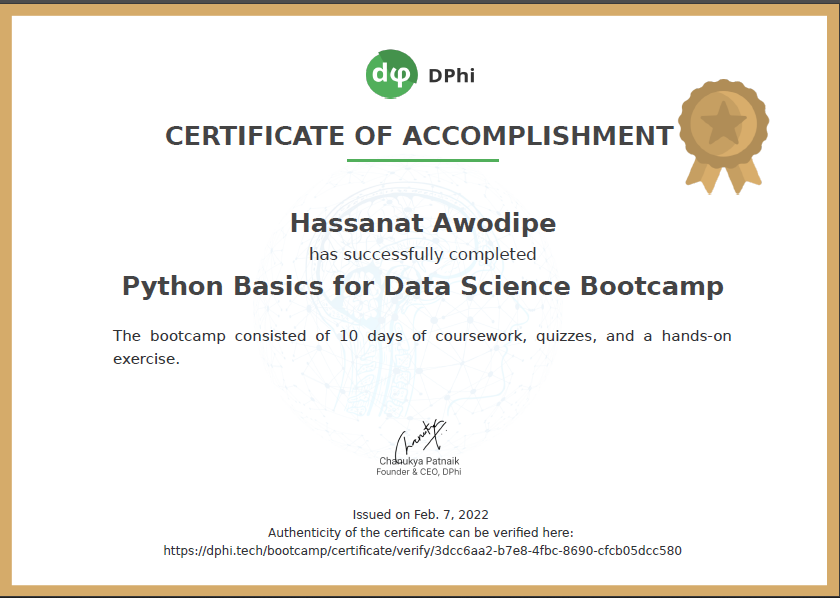 dφ DPhi
CERTIFICATE OF ACCOMPLISHMENT
Hassanat Awodipe
has successfully completed
Python Basics for Data Science Bootcamp
The bootcamp consisted of 10 days of coursework, quizzes, and a hands-on
exercise.
Chanukya Patnaik
Founder & CEO, DPhi
Issued on Feb. 7, 2022
Authenticity of the certificate can be verified here:
https://dphi.tech/bootcamp/certificate/verify/3dcc6aa2-b7e8-4fbc-8690-cfcb05dcc580